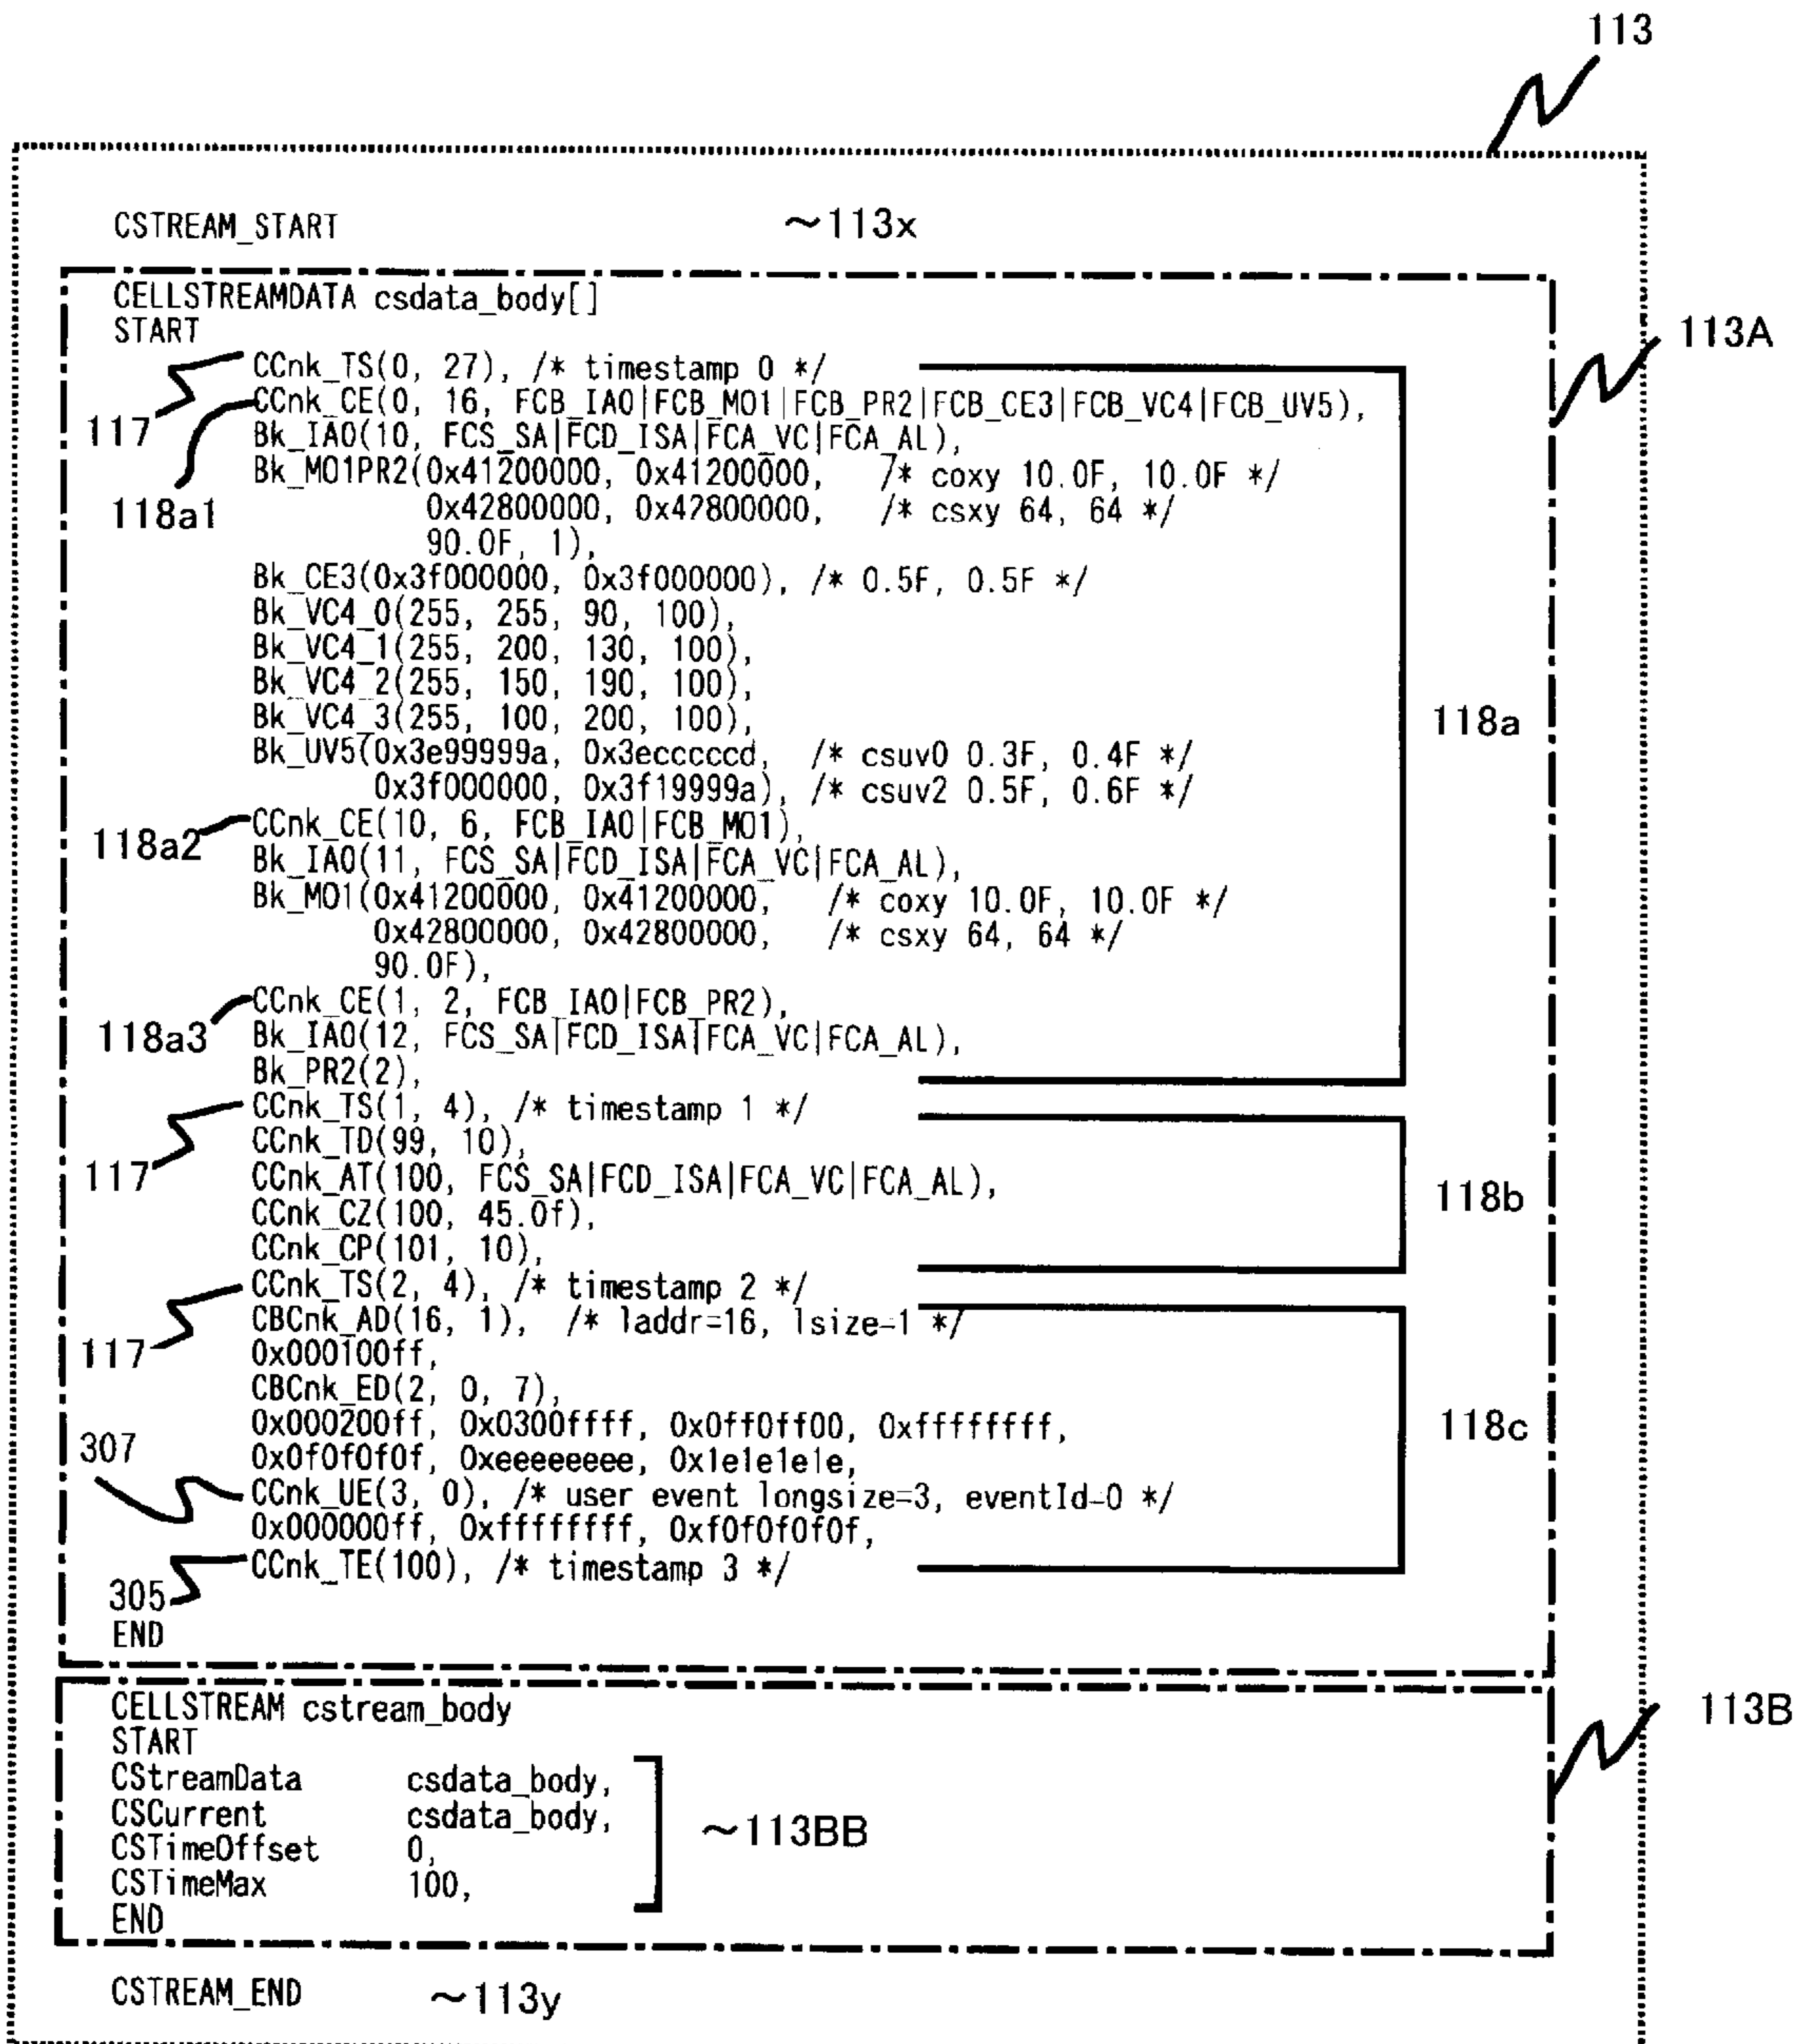 113
CSTREAM_START ～113x
CELLSTREAMDATA csdata_body[]
START
113A
CCnk_TS(0, 27), /* timestamp 0 */
117
CCnk_CE(0, 16, FCB_IA0|FCB_MO1|FCB_PR2|FCB_CE3|FCB_VC4|FCB_UV5),
118a1
Bk_IA0(10, FCS_SA|FCD_ISA|FCA_VC|FCA_AL),
Bk_MO1PR2(0x41200000, 0x41200000, /* coxy 10.0F, 10.0F */
0x42800000, 0x42800000, /* csxy 64, 64 */
90.0F, 1),
Bk_CE3(0x3f000000, 0x3f000000), /* 0.5F, 0.5F */
Bk_VC4_0(255, 255, 90, 100),
Bk_VC4_1(255, 200, 130, 100),
Bk_VC4_2(255, 150, 190, 100),
Bk_VC4_3(255, 100, 200, 100),
118a
Bk_UV5(0x3e99999a, 0x3ecccccd, /* csuv0 0.3F, 0.4F */
0x3f000000, 0x3f19999a), /* csuv2 0.5F, 0.6F */
118a2
CCnk_CE(10, 6, FCB_IA0|FCB_MO1),
Bk_IA0(11, FCS_SA|FCD_ISA|FCA_VC|FCA_AL),
Bk_MO1(0x41200000, 0x41200000, /* coxy 10.0F, 10.0F */
0x42800000, 0x42800000, /* csxy 64, 64 */
90.0F),
118a3
CCnk_CE(1, 2, FCB_IA0|FCB_PR2),
Bk_IA0(12, FCS_SA|FCD_ISA|FCA_VC|FCA_AL),
Bk_PR2(2),
117
CCnk_TS(1, 4), /* timestamp 1 */
CCnk_TD(99, 10),
CCnk_AT(100, FCS_SA|FCD_ISA|FCA_VC|FCA_AL),
118b
CCnk_CZ(100, 45.0f),
CCnk_CP(101, 10),
117
CCnk_TS(2, 4), /* timestamp 2 */
CBCnk_AD(16, 1), /* laddr=16, lsize=1 */
0x000100ff,
CBCnk_ED(2, 0, 7),
118c
0x000200ff, 0x0300ffff, 0x0ff0ff00, 0xffffffff,
0x0f0f0f0f, 0xeeeeeeee, 0x1e1e1e1e,
307
CCnk_UE(3, 0), /* user event longsize=3, eventId=0 */
0x000000ff, 0xffffffff, 0xf0f0f0f0f,
305
CCnk_TE(100), /* timestamp 3 */
END
113B
CELLSTREAM cstream_body
START
CStreamData csdata_body,
CSCurrent csdata_body,
～113BB
CSTimeOffset 0,
CSTimeMax 100,
END
CSTREAM_END ～113y